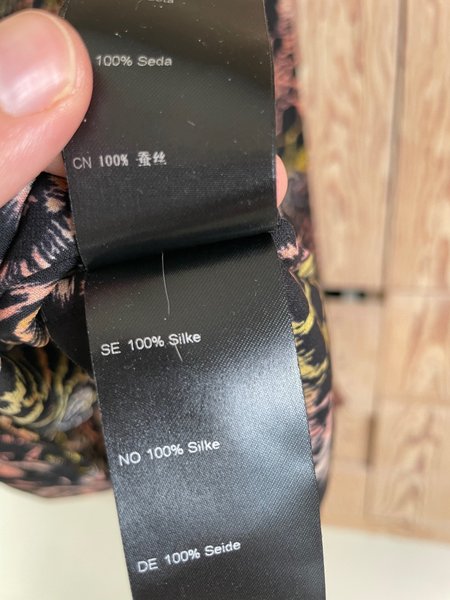 100% Seda
CN 100% 蚕丝
SE 100% Silke
NO 100% Silke
DE 100% Seide